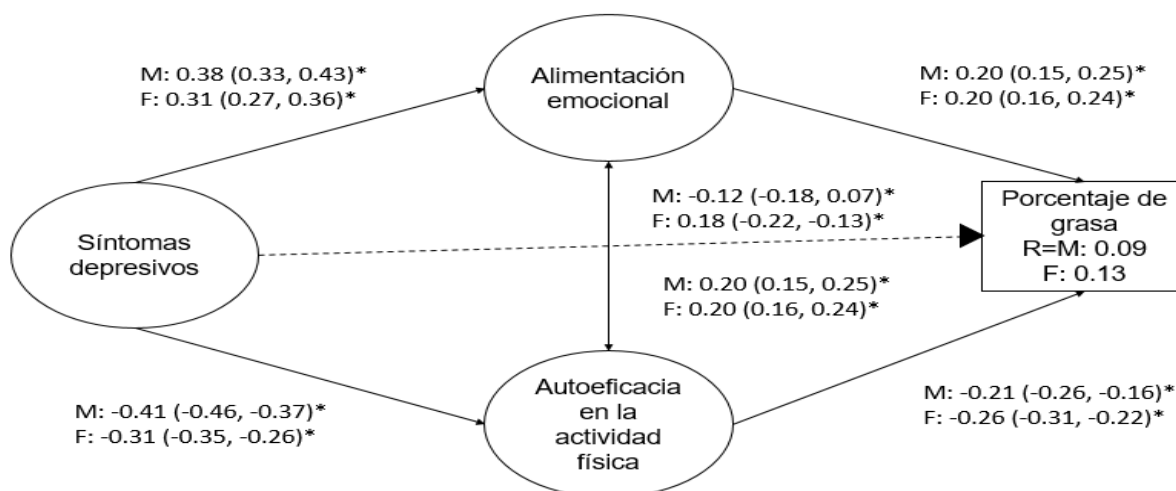 M: 0.38 (0.33, 0.43)*
F: 0.31 (0.27, 0.36)*
Alimentación
emocional
M: 0.20 (0.15, 0.25)*
F: 0.20 (0.16, 0.24)*
Síntomas
depresivos
M: -0.12 (-0.18, 0.07)*
F: 0.18 (-0.22, -0.13)*
Porcentaje de
grasa
R=M: 0.09
F: 0.13
M: 0.20 (0.15, 0.25)*
F: 0.20 (0.16, 0.24)*
M: -0.41 (-0.46, -0.37)*
F: -0.31 (-0.35, -0.26)*
Autoeficacia
en la
actividad
física
M: -0.21 (-0.26, -0.16)*
F: -0.26 (-0.31, -0.22)*